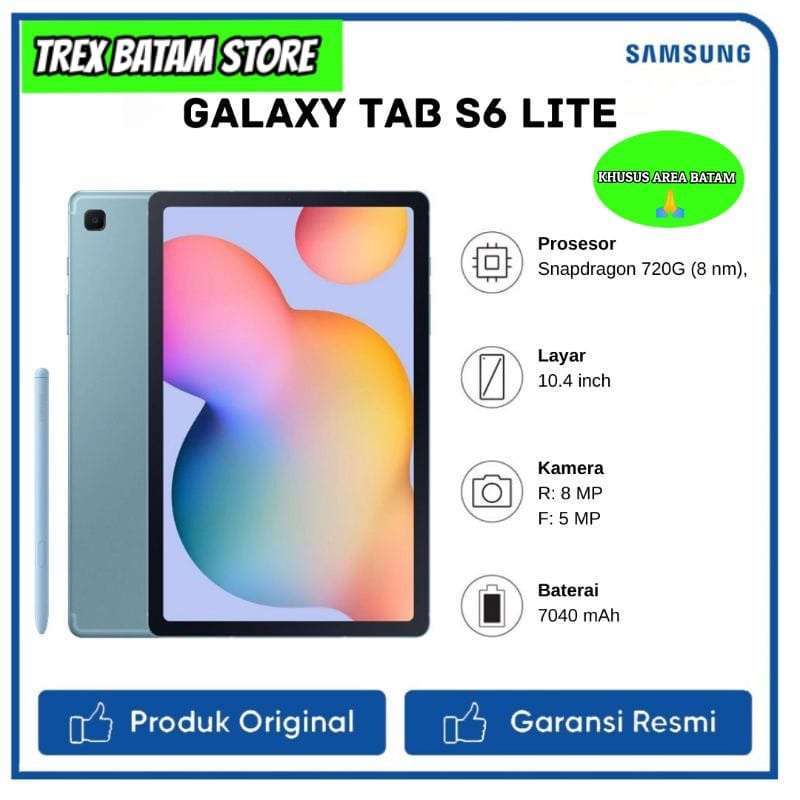 TREX BATAM STORE
SAMSUNG
GALAXY TAB S6 LITE
KHUSUS AREA BATAM
Prosesor
Snapdragon 720G (8 nm),
Layar
10.4 inch
Kamera
R: 8 MP
F: 5 MP
Baterai
7040 mAh
Produk Original
Garansi Resmi